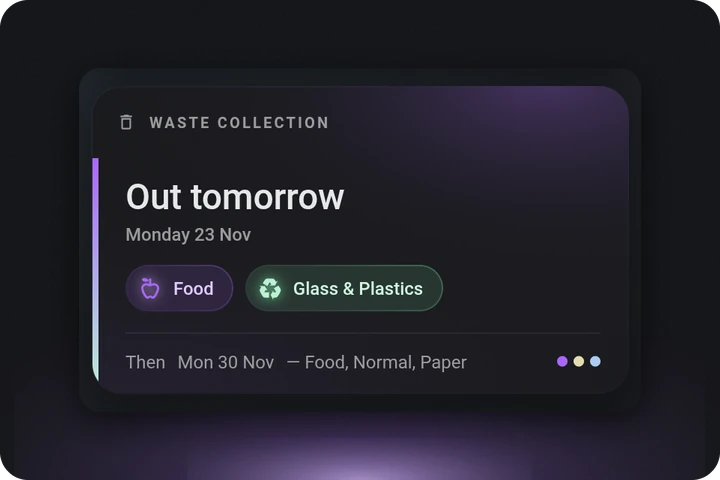 WASTE COLLECTION
Out tomorrow
Monday 23 Nov
Food Glass & Plastics
Then Mon 30 Nov — Food, Normal, Paper